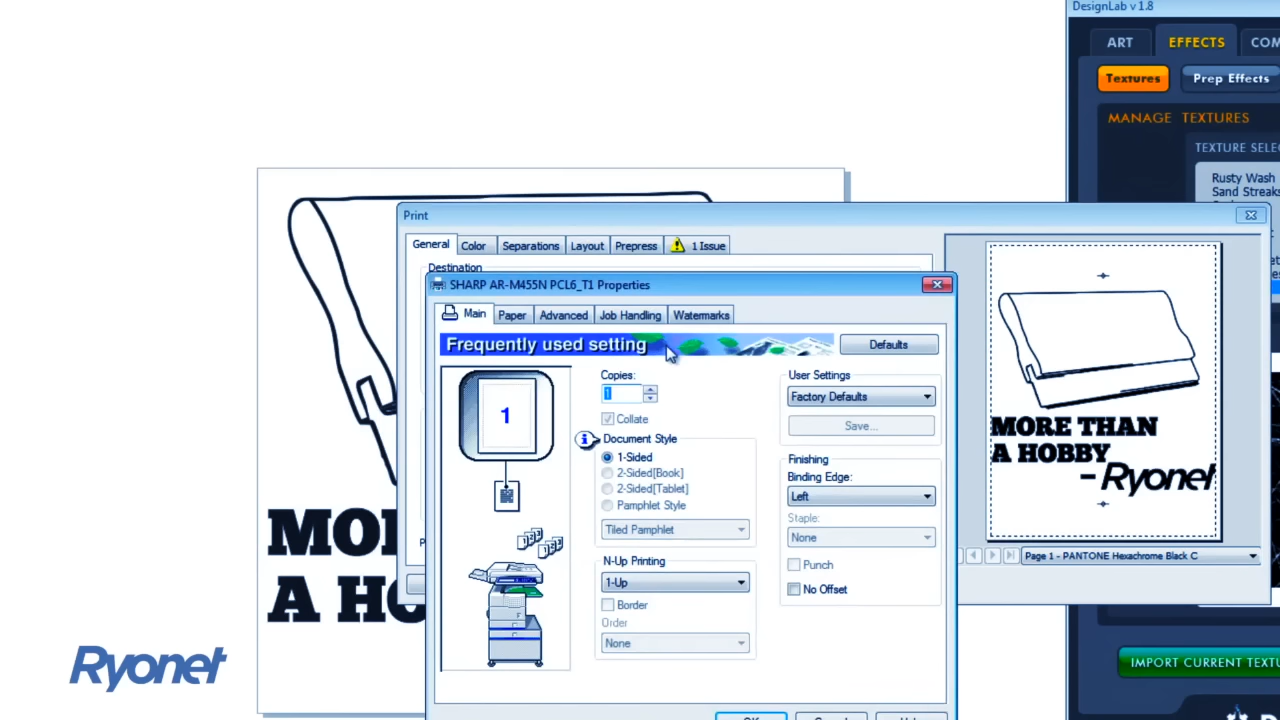 DesignLab v 1.8
ART
EFFECTS
Textures
Prep Effects
MANAGE TEXTURES
Rusty Wash
Sand Streaks
IMPORT CURRENT
Print
General
Color
Separations
Layout
Prepress
1 Issue
Destination
SHARP AR-M455N PCL6_T1 Properties
Main
Paper
Advanced
Job Handling
Watermarks
Frequently used setting
Defaults
1
Copies:
1
Collate
Document Style
1-Sided
2-Sided[Book]
2-Sided[Tablet]
Pamphlet Style
Tiled Pamphlet
N-Up Printing
1-Up
Border
Order
None
User Settings
Factory Defaults
Save...
Finishing
Binding Edge:
Left
Staple:
None
Punch
No Offset
MORE THAN
A HOBBY
- Ryonet
Page 1 - PANTONE Hexachrome Black C
A
Ryonet